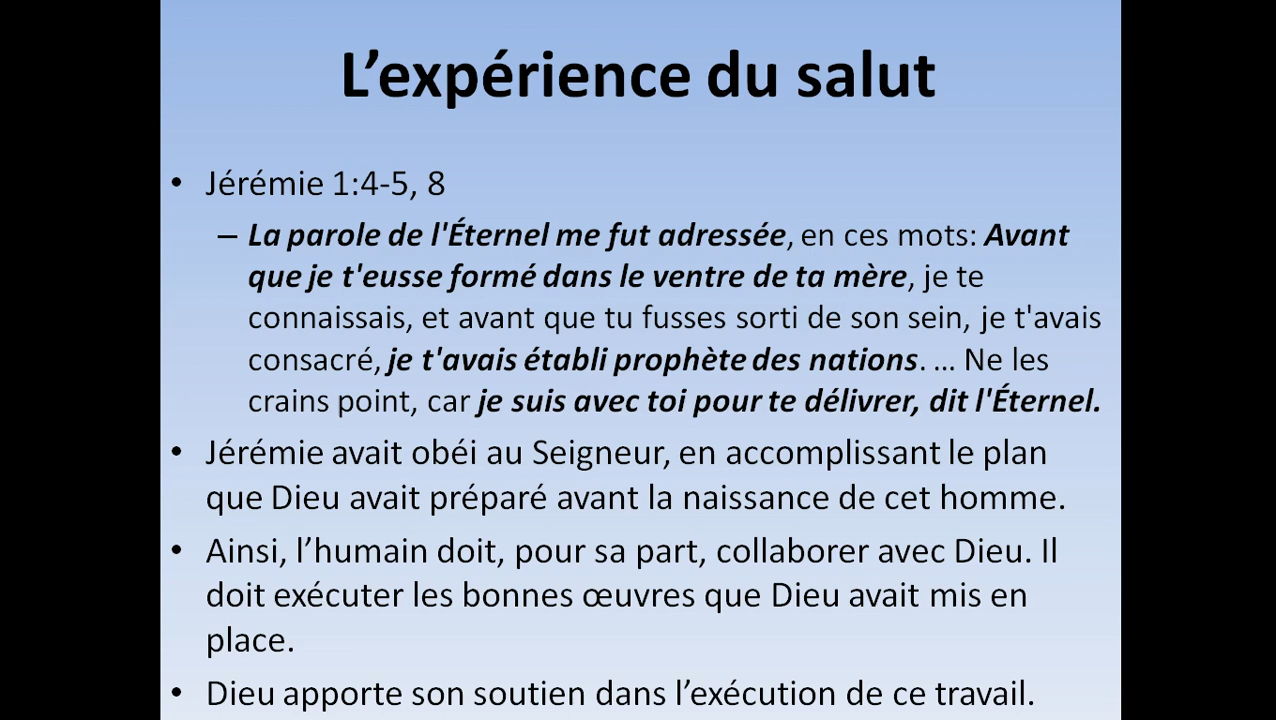 L’expérience du salut
• Jérémie 1:4-5, 8
– La parole de l'Éternel me fut adressée, en ces mots: Avant
que je t'eusse formé dans le ventre de ta mère, je te
connaissais, et avant que tu fusses sorti de son sein, je t'avais
consacré, je t'avais établi prophète des nations. … Ne les
crains point, car je suis avec toi pour te délivrer, dit l'Éternel.
• Jérémie avait obéi au Seigneur, en accomplissant le plan
que Dieu avait préparé avant la naissance de cet homme.
• Ainsi, l’humain doit, pour sa part, collaborer avec Dieu. Il
doit exécuter les bonnes œuvres que Dieu avait mis en
place.
• Dieu apporte son soutien dans l’exécution de ce travail.